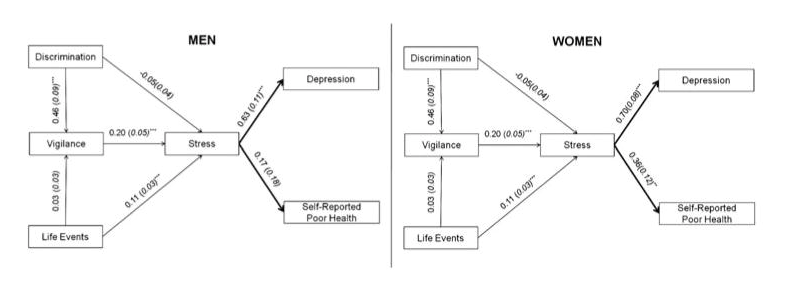 MEN
Discrimination
-0.05(0.04)
Depression
0.46 (0.09)***
0.63 (0.11)***
Vigilance
0.20 (0.05)***
Stress
0.03 (0.03)
0.11 (0.03)***
0.17 (0.18)
Self-Reported
Poor Health
Life Events
WOMEN
Discrimination
-0.05(0.04)
Depression
0.46 (0.09)***
0.70(0.08)***
Vigilance
0.20 (0.05)***
Stress
0.03 (0.03)
0.11 (0.03)***
0.36(0.12)**
Self-Reported
Poor Health
Life Events